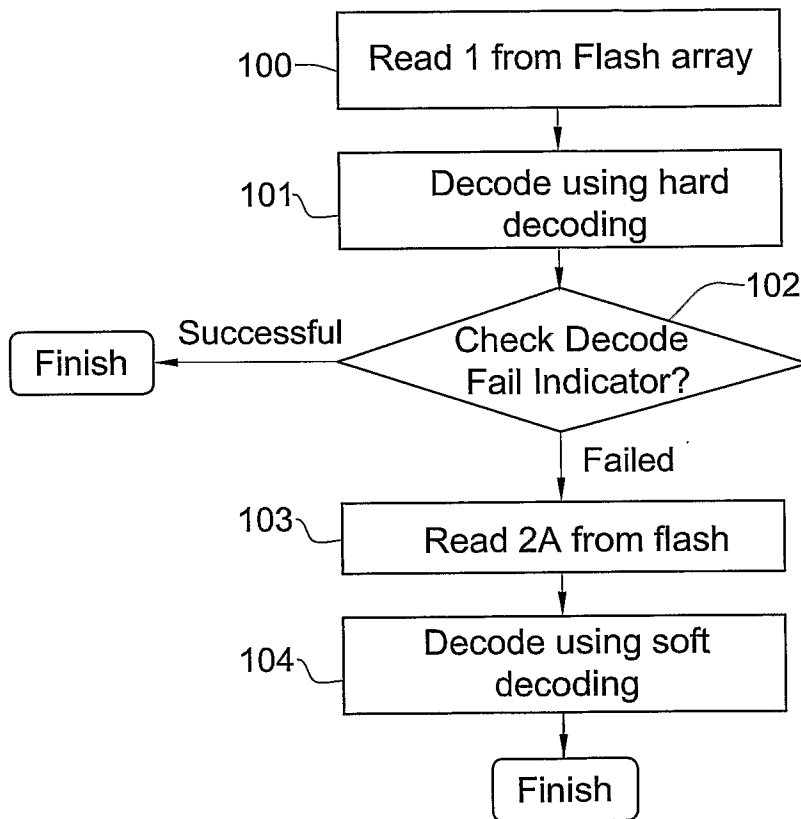 100
Read 1 from Flash array
101
Decode using hard
decoding
102
Successful
Finish
Check Decode
Fail Indicator?
Failed
103
Read 2A from flash
104
Decode using soft
decoding
Finish